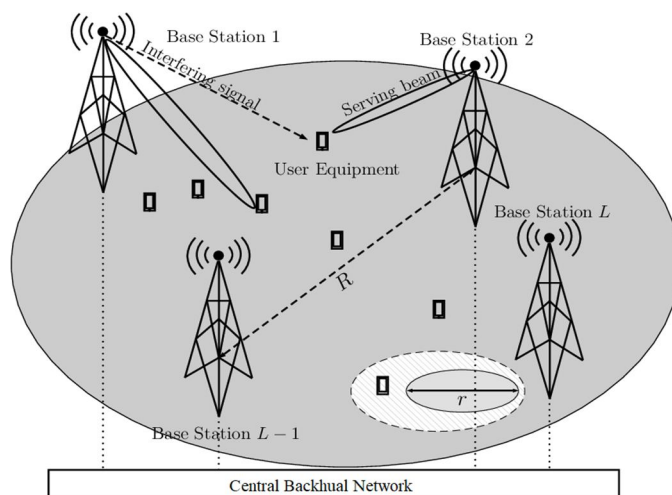 Base Station 1
Base Station 2
Interfering signal
Serving beam
User Equipment
Base Station L
R
r
Base Station L − 1
Central Backhual Network